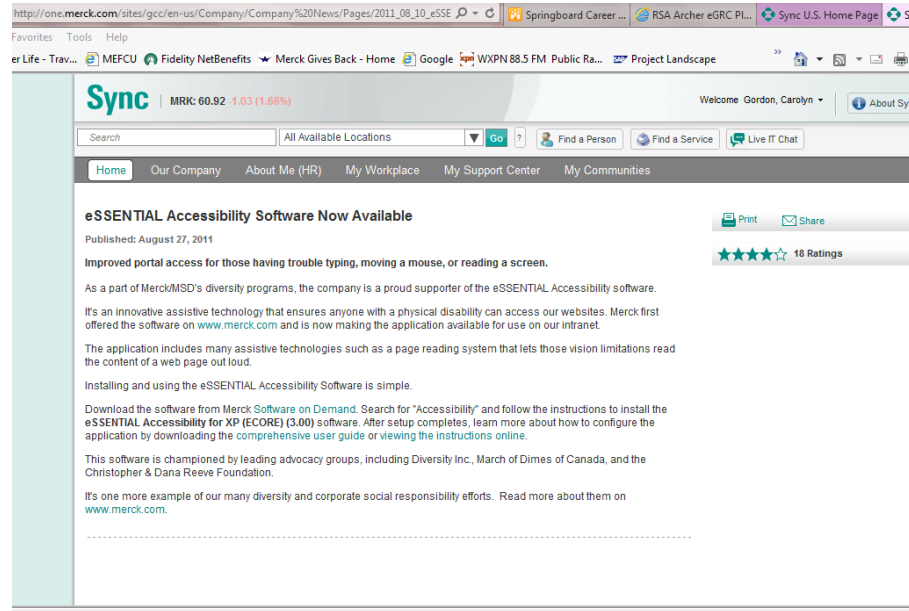 http://one.merck.com/sites/gcc/en-us/Company/Company%20News/Pages/2011_08_10_eSSE
Springboard Career ...
RSA Archer eGRC Pl...
Sync U.S. Home Page
S
Favorites Tools Help
er Life - Trav... MEFCU Fidelity NetBenefits Merck Gives Back - Home Google xpn WXPN 88.5 FM Public Ra... Project Landscape »
Sync | MRK: 60.92 -1.03 (1.66%)
Welcome Gordon, Carolyn
About Sy
Search All Available Locations Go ? Find a Person Find a Service Live IT Chat
Home Our Company About Me (HR) My Workplace My Support Center My Communities
eSSENTIAL Accessibility Software Now Available
Print Share
Published: August 27, 2011
18 Ratings
Improved portal access for those having trouble typing, moving a mouse, or reading a screen.
As a part of Merck/MSD's diversity programs, the company is a proud supporter of the eSSENTIAL Accessibility software.
It's an innovative assistive technology that ensures anyone with a physical disability can access our websites. Merck first
offered the software on www.merck.com and is now making the application available for use on our intranet.
The application includes many assistive technologies such as a page reading system that lets those vision limitations read
the content of a web page out loud.
Installing and using the eSSENTIAL Accessibility Software is simple.
Download the software from Merck Software on Demand. Search for "Accessibility" and follow the instructions to install the
eSSENTIAL Accessibility for XP (ECORE) (3.00) software. After setup completes, learn more about how to configure the
application by downloading the comprehensive user guide or viewing the instructions online.
This software is championed by leading advocacy groups, including Diversity Inc., March of Dimes of Canada, and the
Christopher & Dana Reeve Foundation.
It's one more example of our many diversity and corporate social responsibility efforts. Read more about them on
www.merck.com.